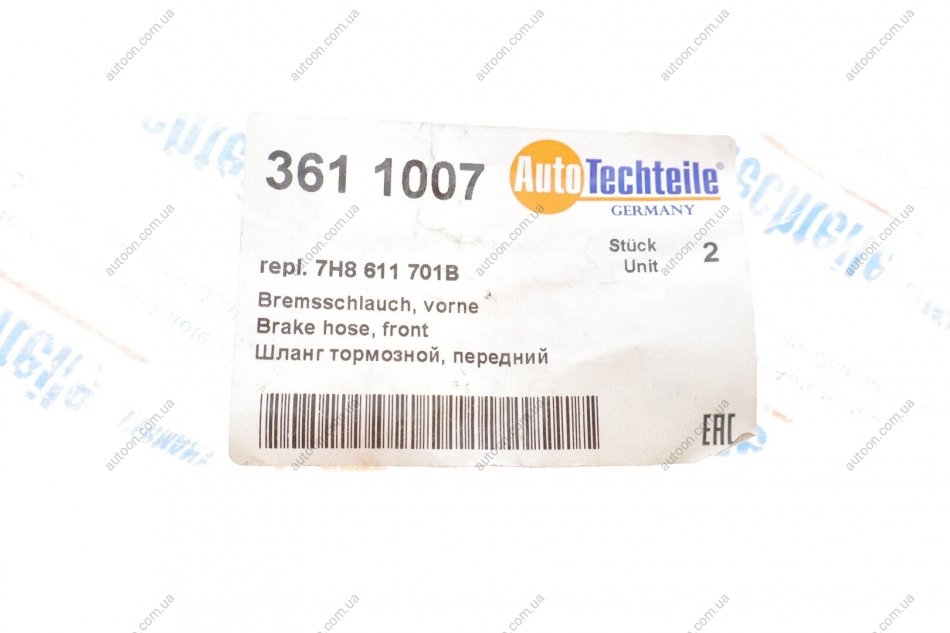 361 1007
AutoTechteile®
GERMANY
Stück
Unit
2
repl. 7H8 611 701B
Bremsschlauch, vorne
Brake hose, front
Шланг тормозной, передний
EAC
autoon.com.ua